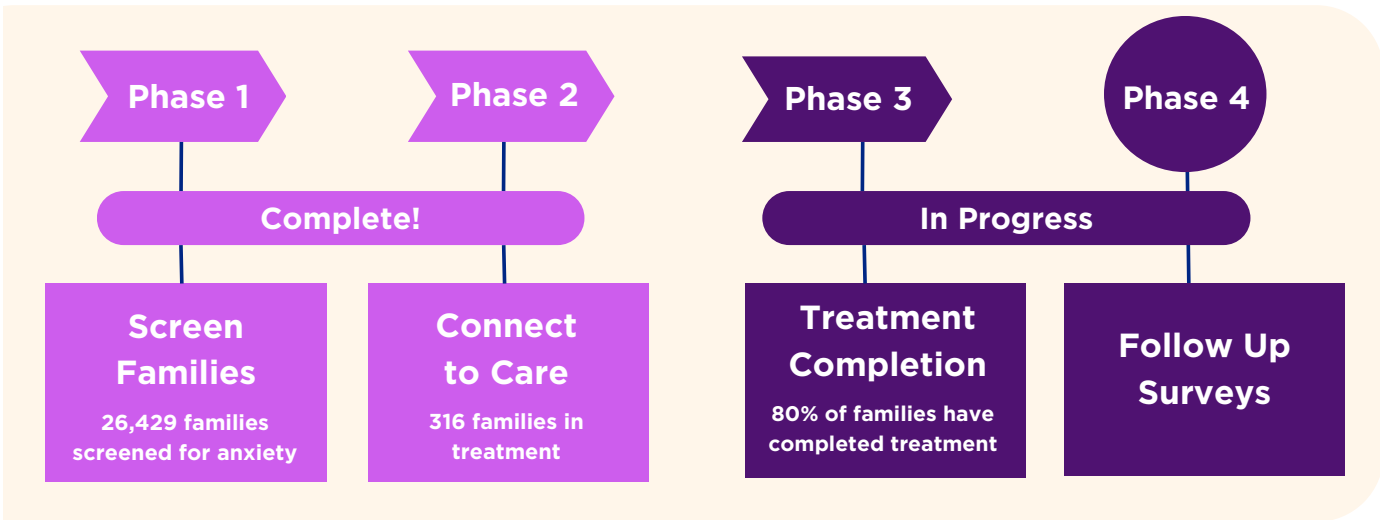 Phase 1
Phase 2
Phase 3
Phase 4
Complete!
In Progress
Screen
Families
26,429 families
screened for anxiety
Connect
to Care
316 families in
treatment
Treatment
Completion
80% of families have
completed treatment
Follow Up
Surveys